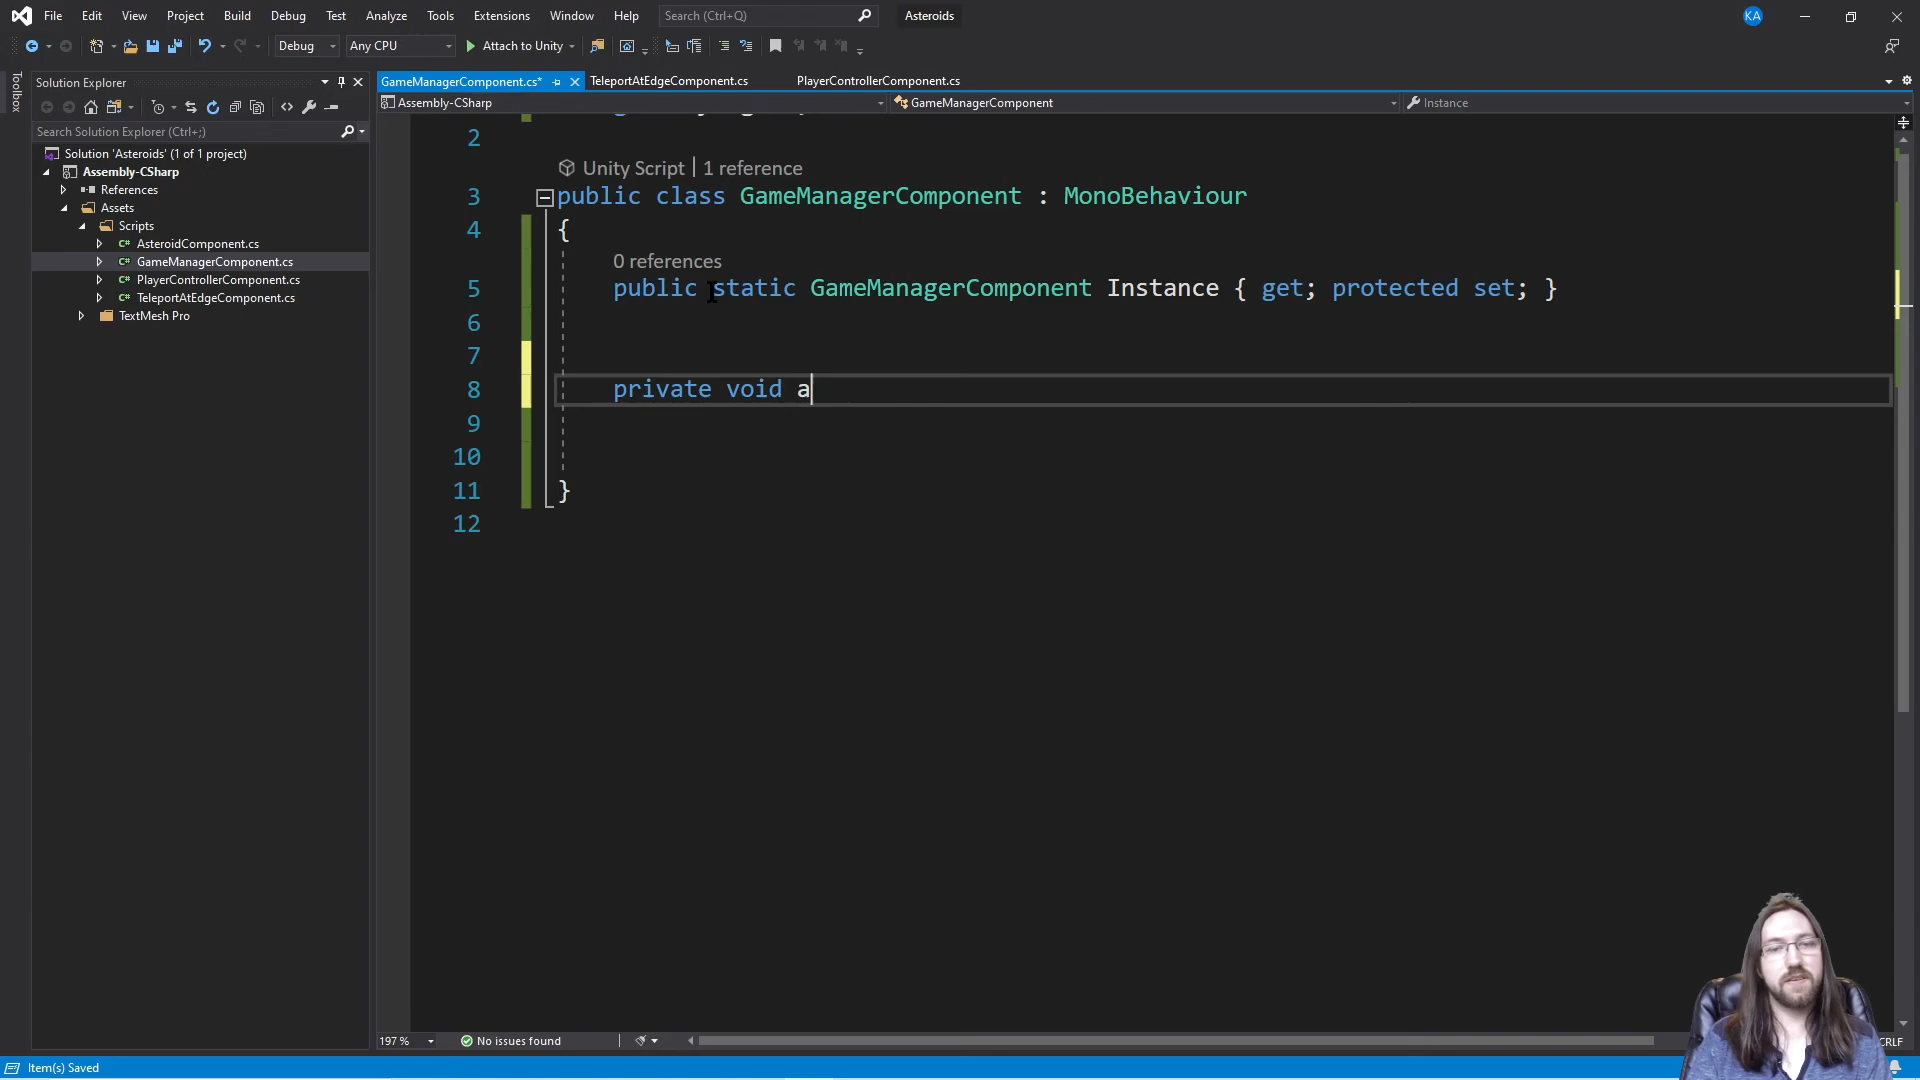 File Edit View Project Build Debug Test Analyze Tools Extensions Window Help Search (Ctrl+Q) Asteroids KA
Debug Any CPU Attach to Unity
Toolbox
Solution Explorer
Search Solution Explorer (Ctrl+;)
Solution 'Asteroids' (1 of 1 project)
Assembly-CSharp
References
Assets
Scripts
C# AsteroidComponent.cs
C# GameManagerComponent.cs
C# PlayerControllerComponent.cs
C# TeleportAtEdgeComponent.cs
TextMesh Pro
GameManagerComponent.cs* TeleportAtEdgeComponent.cs PlayerControllerComponent.cs
Assembly-CSharp GameManagerComponent Instance
2
Unity Script | 1 reference
3 public class GameManagerComponent : MonoBehaviour
4 {
0 references
5 public static GameManagerComponent Instance { get; protected set; }
6
7
8 private void a
9
10
11 }
12
197 % No issues found CRLF
Item(s) Saved